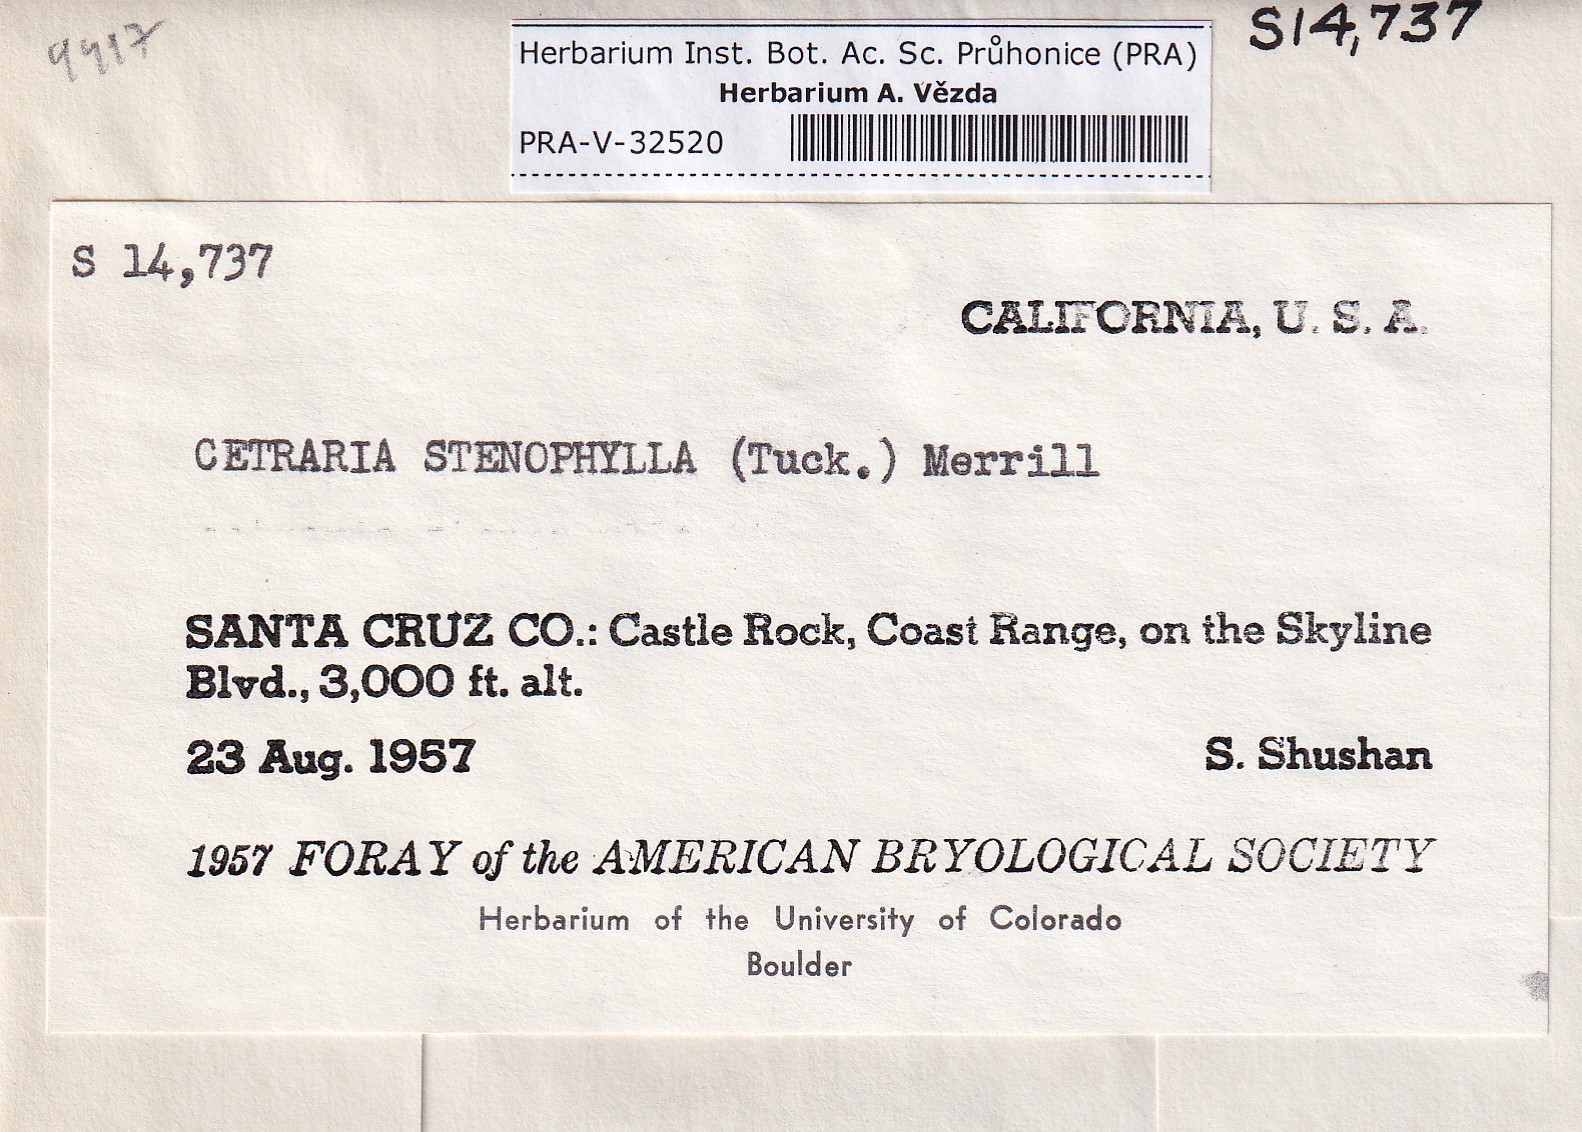 9917
Herbarium Inst. Bot. Ac. Sc. Průhonice (PRA)
Herbarium A. Vězda
PRA-V-32520
S14,737
S 14,737
CALIFORNIA, U. S. A.
CETRARIA STENOPHYLLA (Tuck.) Merrill
SANTA CRUZ CO.: Castle Rock, Coast Range, on the Skyline
Blvd., 3,000 ft. alt.
23 Aug. 1957 S. Shushan
1957 FORAY of the AMERICAN BRYOLOGICAL SOCIETY
Herbarium of the University of Colorado
Boulder